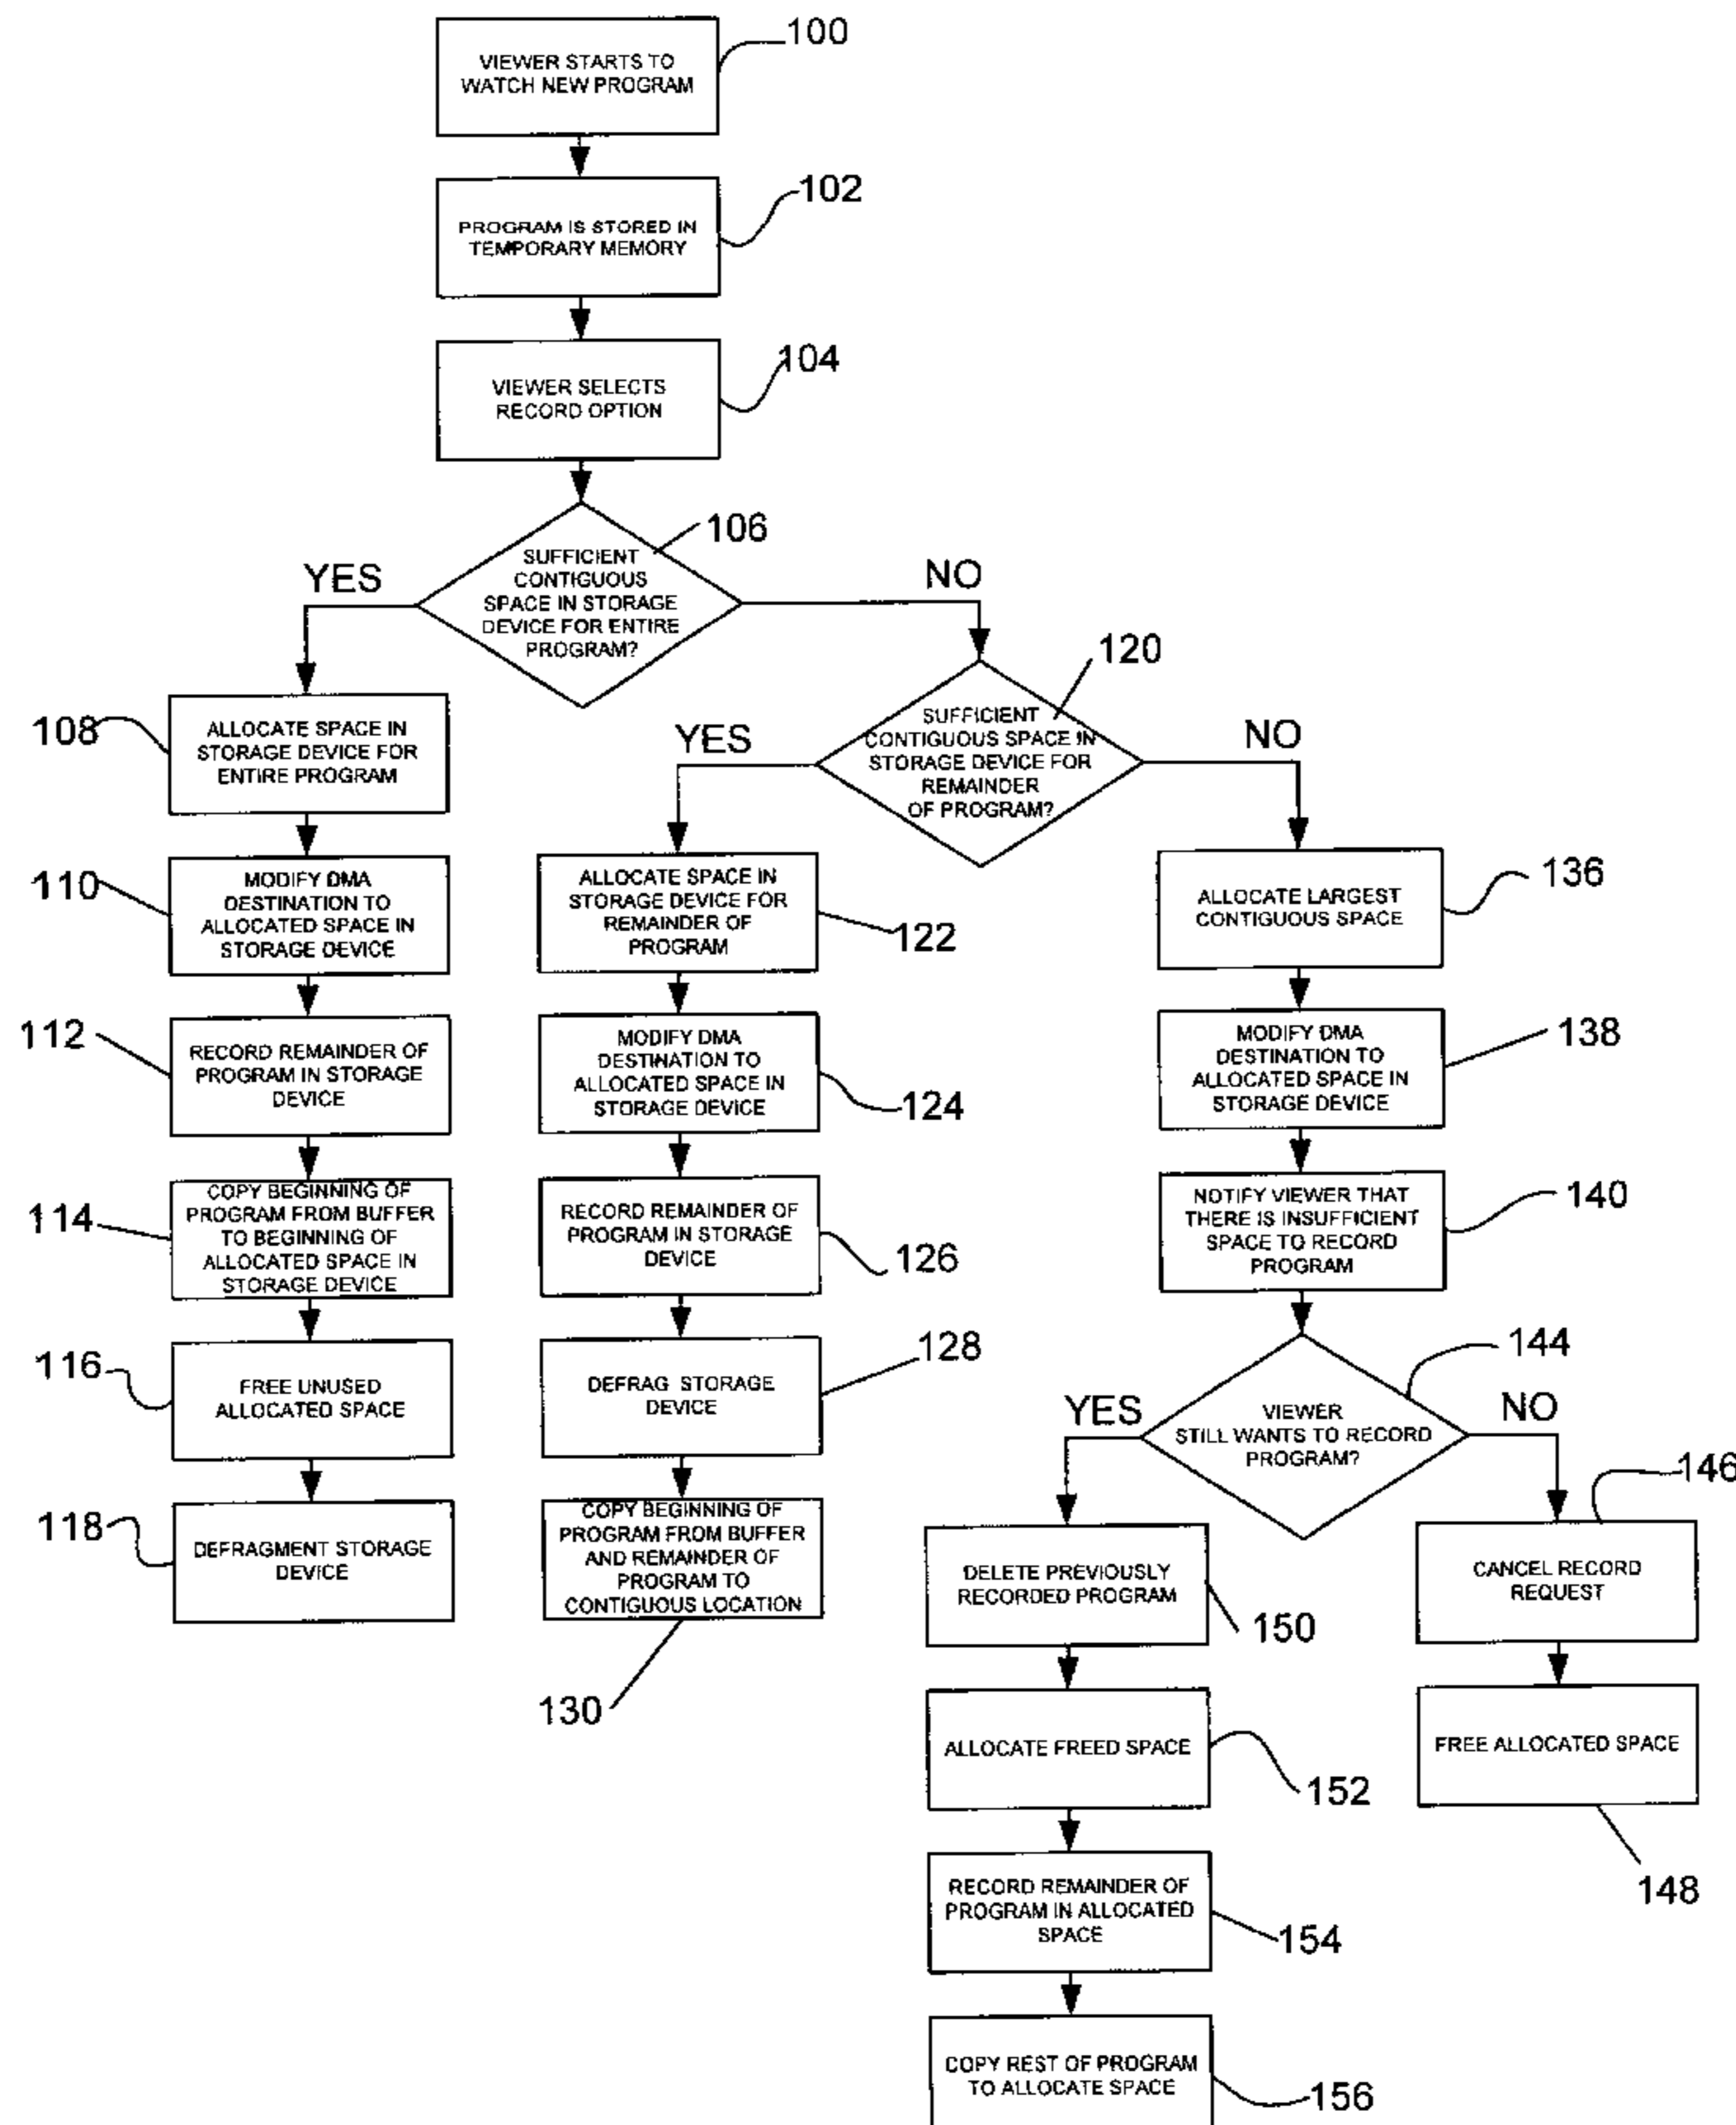 100
VIEWER STARTS TO
WATCH NEW PROGRAM
102
PROGRAM IS STORED IN
TEMPORARY MEMORY
104
VIEWER SELECTS
RECORD OPTION
106
SUFFICIENT
CONTIGUOUS
SPACE IN STORAGE
DEVICE FOR ENTIRE
PROGRAM?
YES
NO
108
ALLOCATE SPACE IN
STORAGE DEVICE FOR
ENTIRE PROGRAM
110
MODIFY DMA
DESTINATION TO
ALLOCATED SPACE IN
STORAGE DEVICE
112
RECORD REMAINDER OF
PROGRAM IN STORAGE
DEVICE
114
COPY BEGINNING OF
PROGRAM FROM BUFFER
TO BEGINNING OF
ALLOCATED SPACE IN
STORAGE DEVICE
116
FREE UNUSED
ALLOCATED SPACE
118
DEFRAGMENT STORAGE
DEVICE
120
SUFFICIENT
CONTIGUOUS SPACE IN
STORAGE DEVICE FOR
REMAINDER
OF PROGRAM?
YES
NO
ALLOCATE SPACE IN
STORAGE DEVICE FOR
REMAINDER OF
PROGRAM
122
MODIFY DMA
DESTINATION TO
ALLOCATED SPACE IN
STORAGE DEVICE
124
RECORD REMAINDER OF
PROGRAM IN STORAGE
DEVICE
126
DEFRAG STORAGE
DEVICE
128
COPY BEGINNING OF
PROGRAM FROM BUFFER
AND REMAINDER OF
PROGRAM TO
CONTIGUOUS LOCATION
130
ALLOCATE LARGEST
CONTIGUOUS SPACE
136
MODIFY DMA
DESTINATION TO
ALLOCATED SPACE IN
STORAGE DEVICE
138
NOTIFY VIEWER THAT
THERE IS INSUFFICIENT
SPACE TO RECORD
PROGRAM
140
144
VIEWER
STILL WANTS TO RECORD
PROGRAM?
YES
NO
146
CANCEL RECORD
REQUEST
FREE ALLOCATED SPACE
148
DELETE PREVIOUSLY
RECORDED PROGRAM
150
ALLOCATE FREED SPACE
152
RECORD REMAINDER OF
PROGRAM IN ALLOCATED
SPACE
154
COPY REST OF PROGRAM
TO ALLOCATE SPACE
156